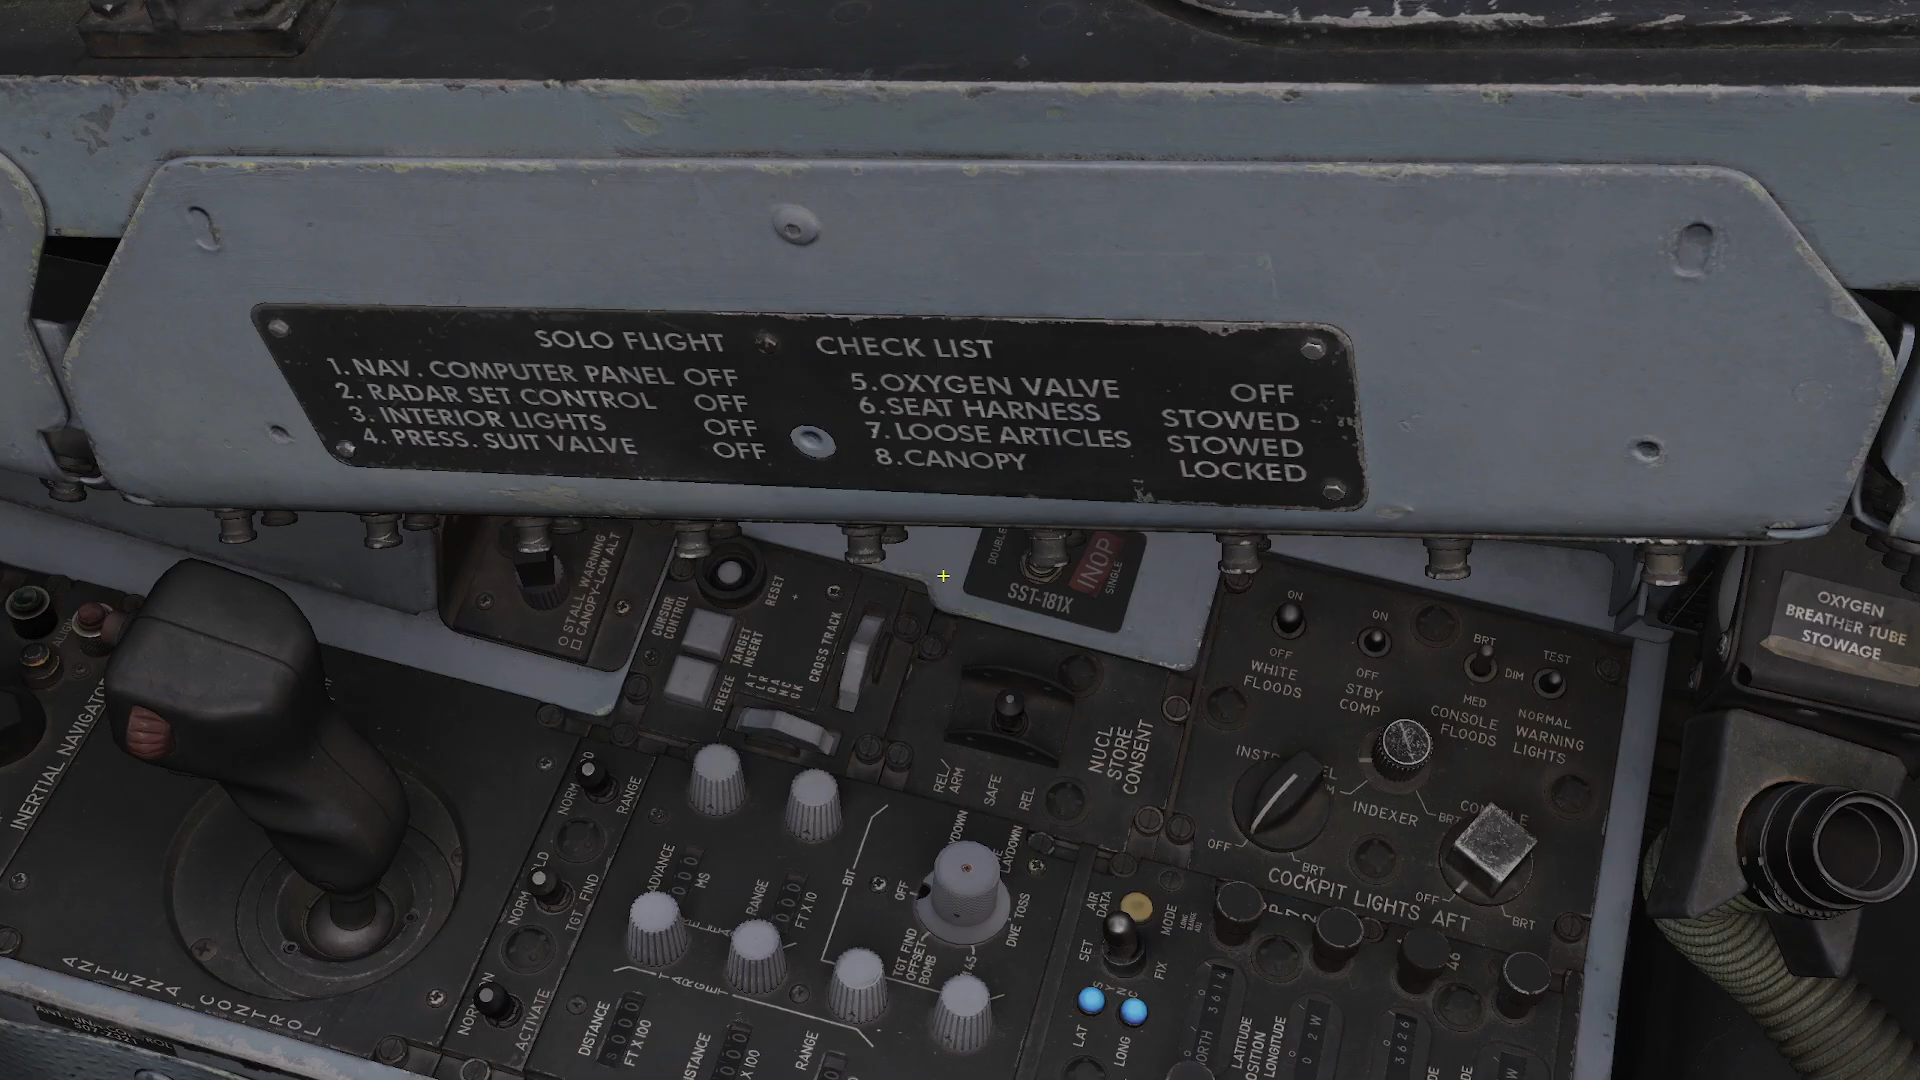 SOLO FLIGHT CHECK LIST
1. NAV. COMPUTER PANEL OFF
2. RADAR SET CONTROL OFF
3. INTERIOR LIGHTS OFF
4. PRESS. SUIT VALVE OFF
5. OXYGEN VALVE OFF
6. SEAT HARNESS STOWED
7. LOOSE ARTICLES STOWED
8. CANOPY LOCKED
STALL WARNING
CANOPY-LOW ALT
CURSOR
CONTROL
RESET
TARGET
INSERT
FREEZE
CROSS TRACK
DOUBLE
INOP
SINGLE
SST-181X
NUCL
STORE
CONSENT
REL/
ARM
SAFE
REL
ON
OFF
WHITE
FLOODS
ON
OFF
STBY
COMP
BRT
DIM
MED
CONSOLE
FLOODS
TEST
NORMAL
WARNING
LIGHTS
INDEXER
OFF
BRT
BRT
OFF
BRT
COCKPIT LIGHTS AFT
OXYGEN
BREATHER TUBE
STOWAGE
ALIGN
INERTIAL NAVIGATOR
ANTENNA CONTROL
NORM
RANGE
NORM
TGT FIND
ACTIVATE
ADVANCE
MS
RANGE
FT X 10
BIT
OFF
LAYDOWN
DIVE TOSS
TGT FIND
OFFSET
BOMB
TARGET
DISTANCE
FT X100
RANGE
AIR
DATA
MODE
SET
FIX
SYNC
LAT
LONG
LATITUDE
POSITION
LONGITUDE